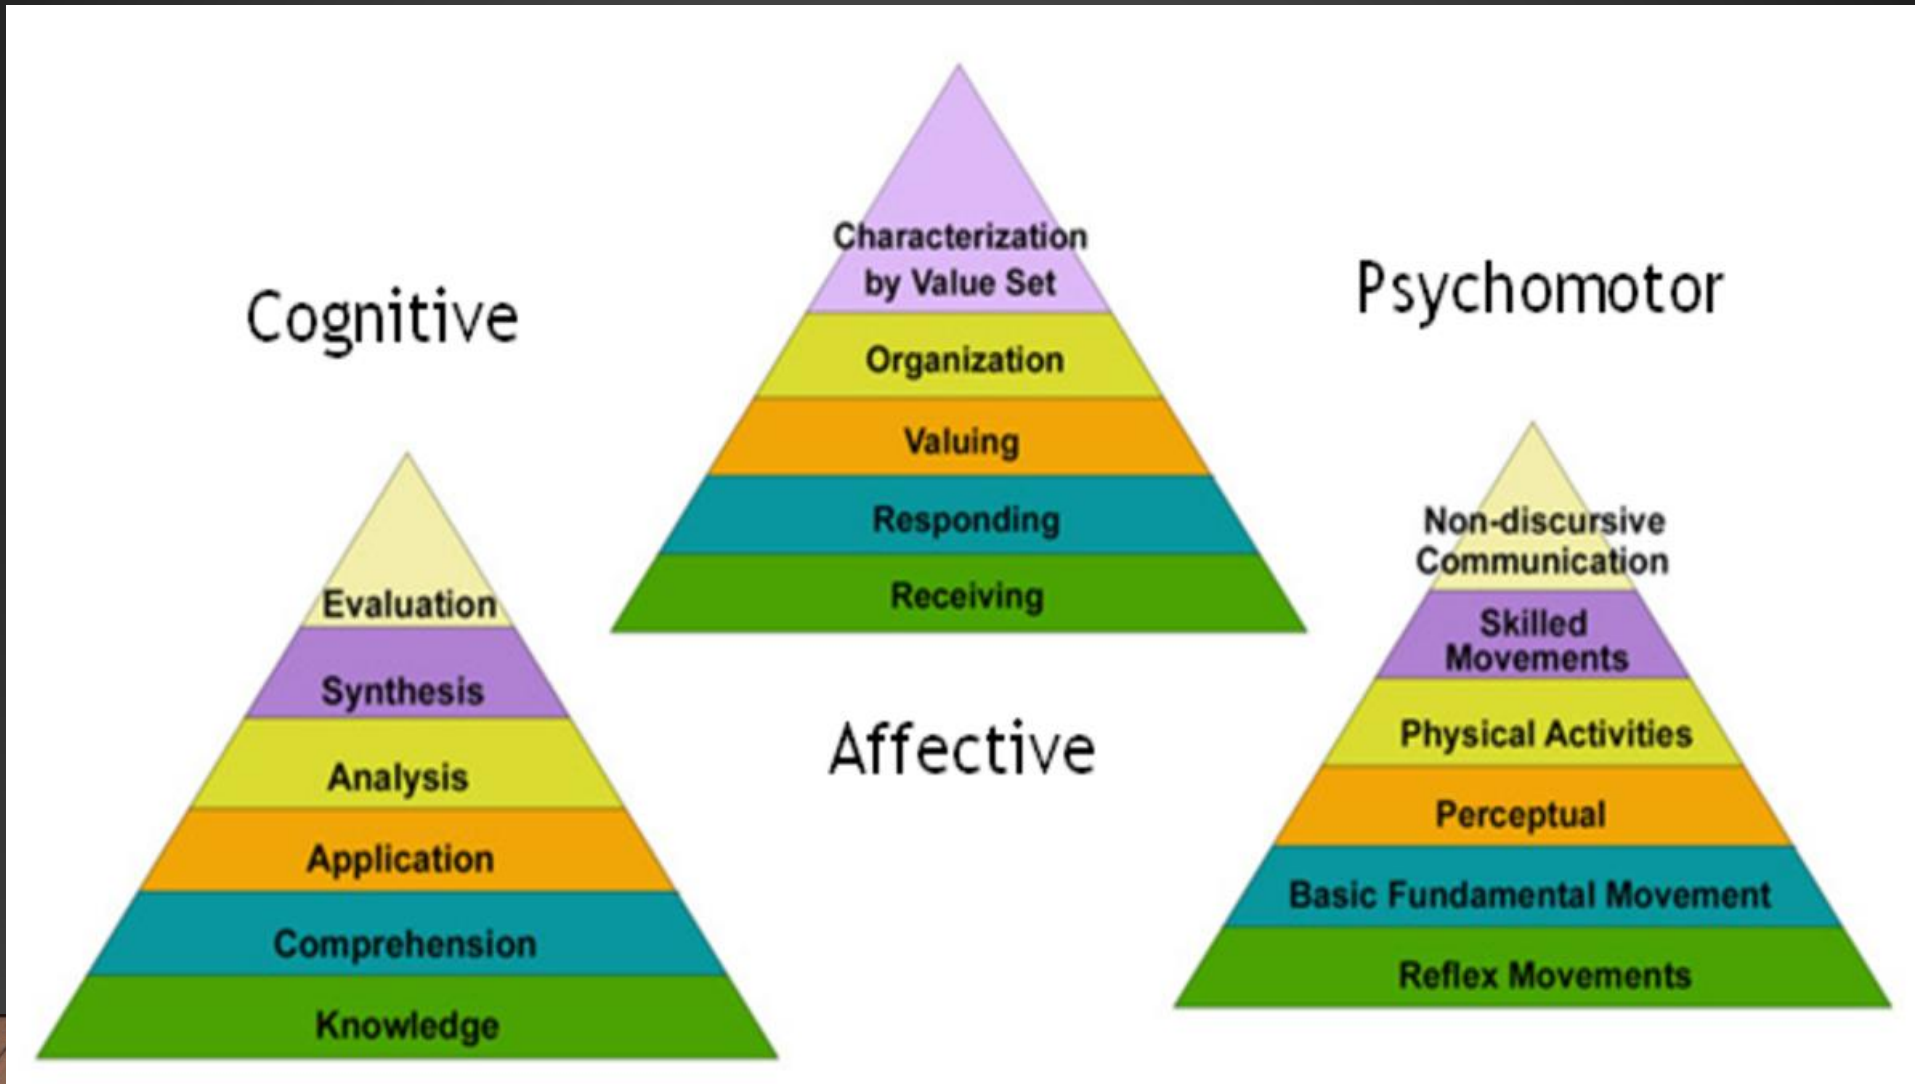 Cognitive
Evaluation
Synthesis
Analysis
Application
Comprehension
Knowledge
Characterization
by Value Set
Organization
Valuing
Responding
Receiving
Affective
Psychomotor
Non-discursive
Communication
Skilled
Movements
Physical Activities
Perceptual
Basic Fundamental Movement
Reflex Movements